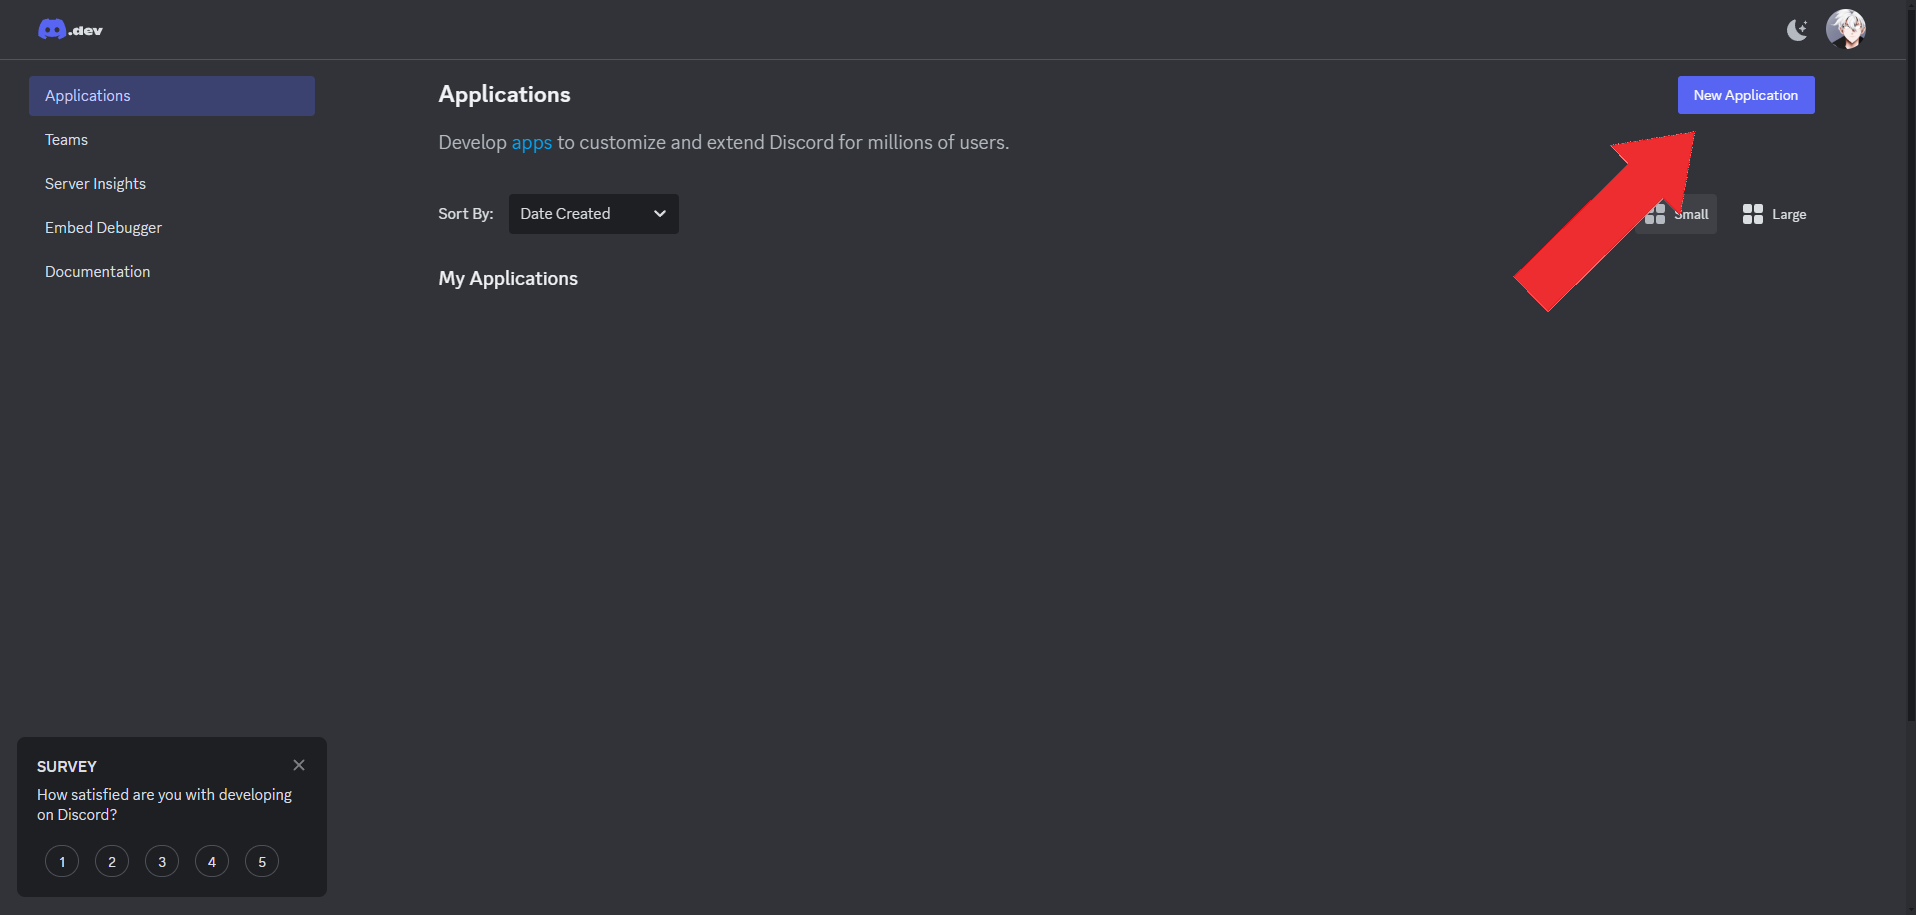 .dev
Applications
Teams
Server Insights
Embed Debugger
Documentation
Applications
New Application
Develop apps to customize and extend Discord for millions of users.
Sort By:
Date Created
Small
Large
My Applications
SURVEY
How satisfied are you with developing
on Discord?
1 2 3 4 5